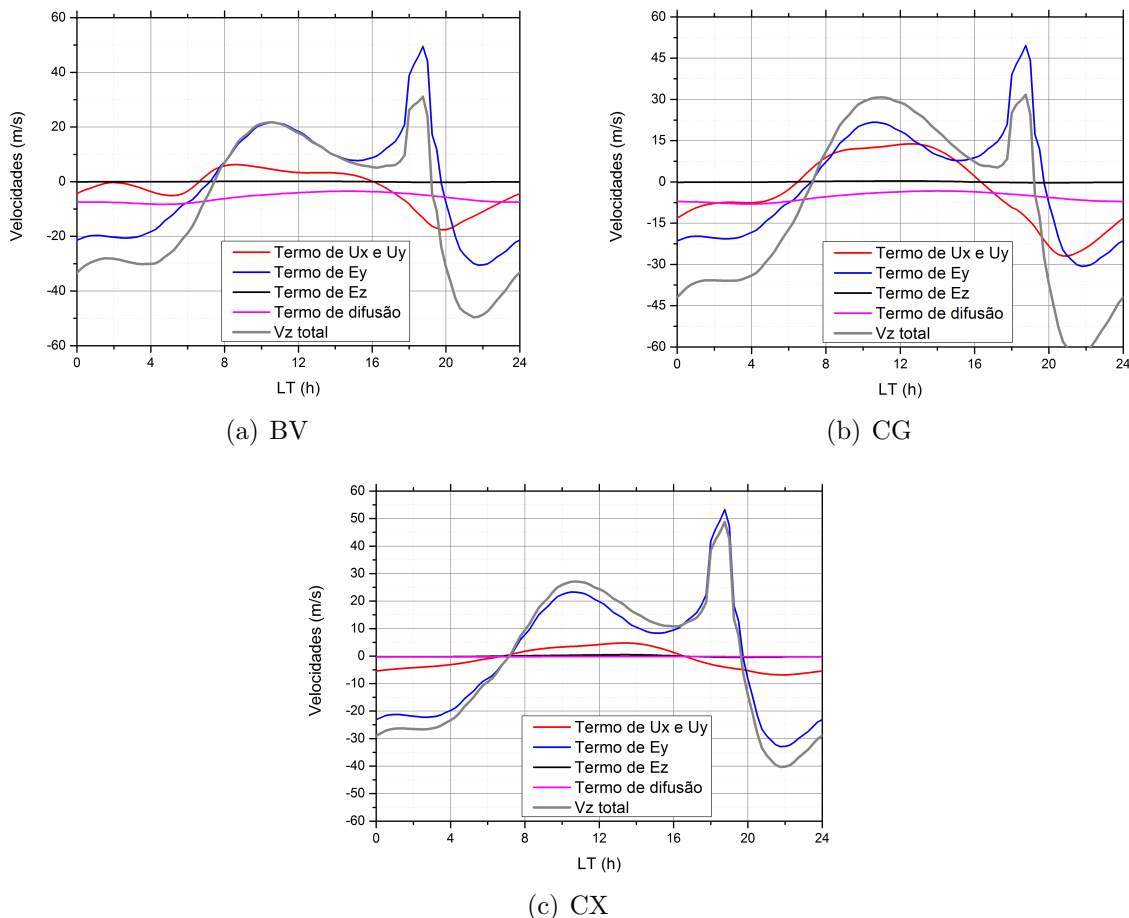 60
40
20
0
-20
-40
-60
Velocidades (m/s)
Termo de Ux e Uy
Termo de Ey
Termo de Ez
Termo de difusão
Vz total
0 4 8 12 16 20 24
LT (h)
(a) BV
60
45
30
15
0
-15
-30
-45
-60
Velocidades (m/s)
Termo de Ux e Uy
Termo de Ey
Termo de Ez
Termo de difusão
Vz total
0 4 8 12 16 20 24
LT (h)
(b) CG
60
50
40
30
20
10
0
-10
-20
-30
-40
-50
-60
Velocidades (m/s)
Termo de Ux e Uy
Termo de Ey
Termo de Ez
Termo de difusão
Vz total
0 4 8 12 16 20 24
LT (h)
(c) CX